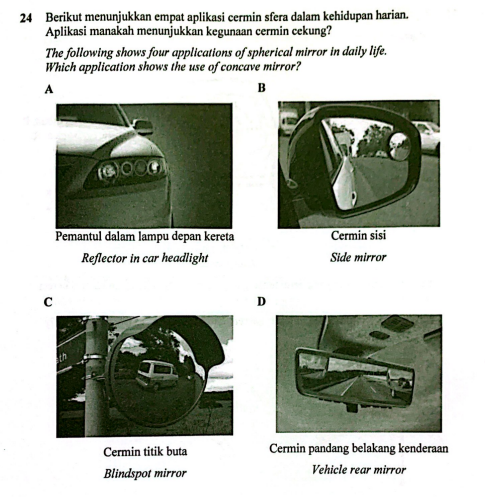 24 Berikut menunjukkan empat aplikasi cermin sfera dalam kehidupan harian.
Aplikasi manakah menunjukkan kegunaan cermin cekung?
The following shows four applications of spherical mirror in daily life.
Which application shows the use of concave mirror?
A
Pemantul dalam lampu depan kereta
Reflector in car headlight
B
Cermin sisi
Side mirror
C
th
Cermin titik buta
Blindspot mirror
D
Cermin pandang belakang kenderaan
Vehicle rear mirror